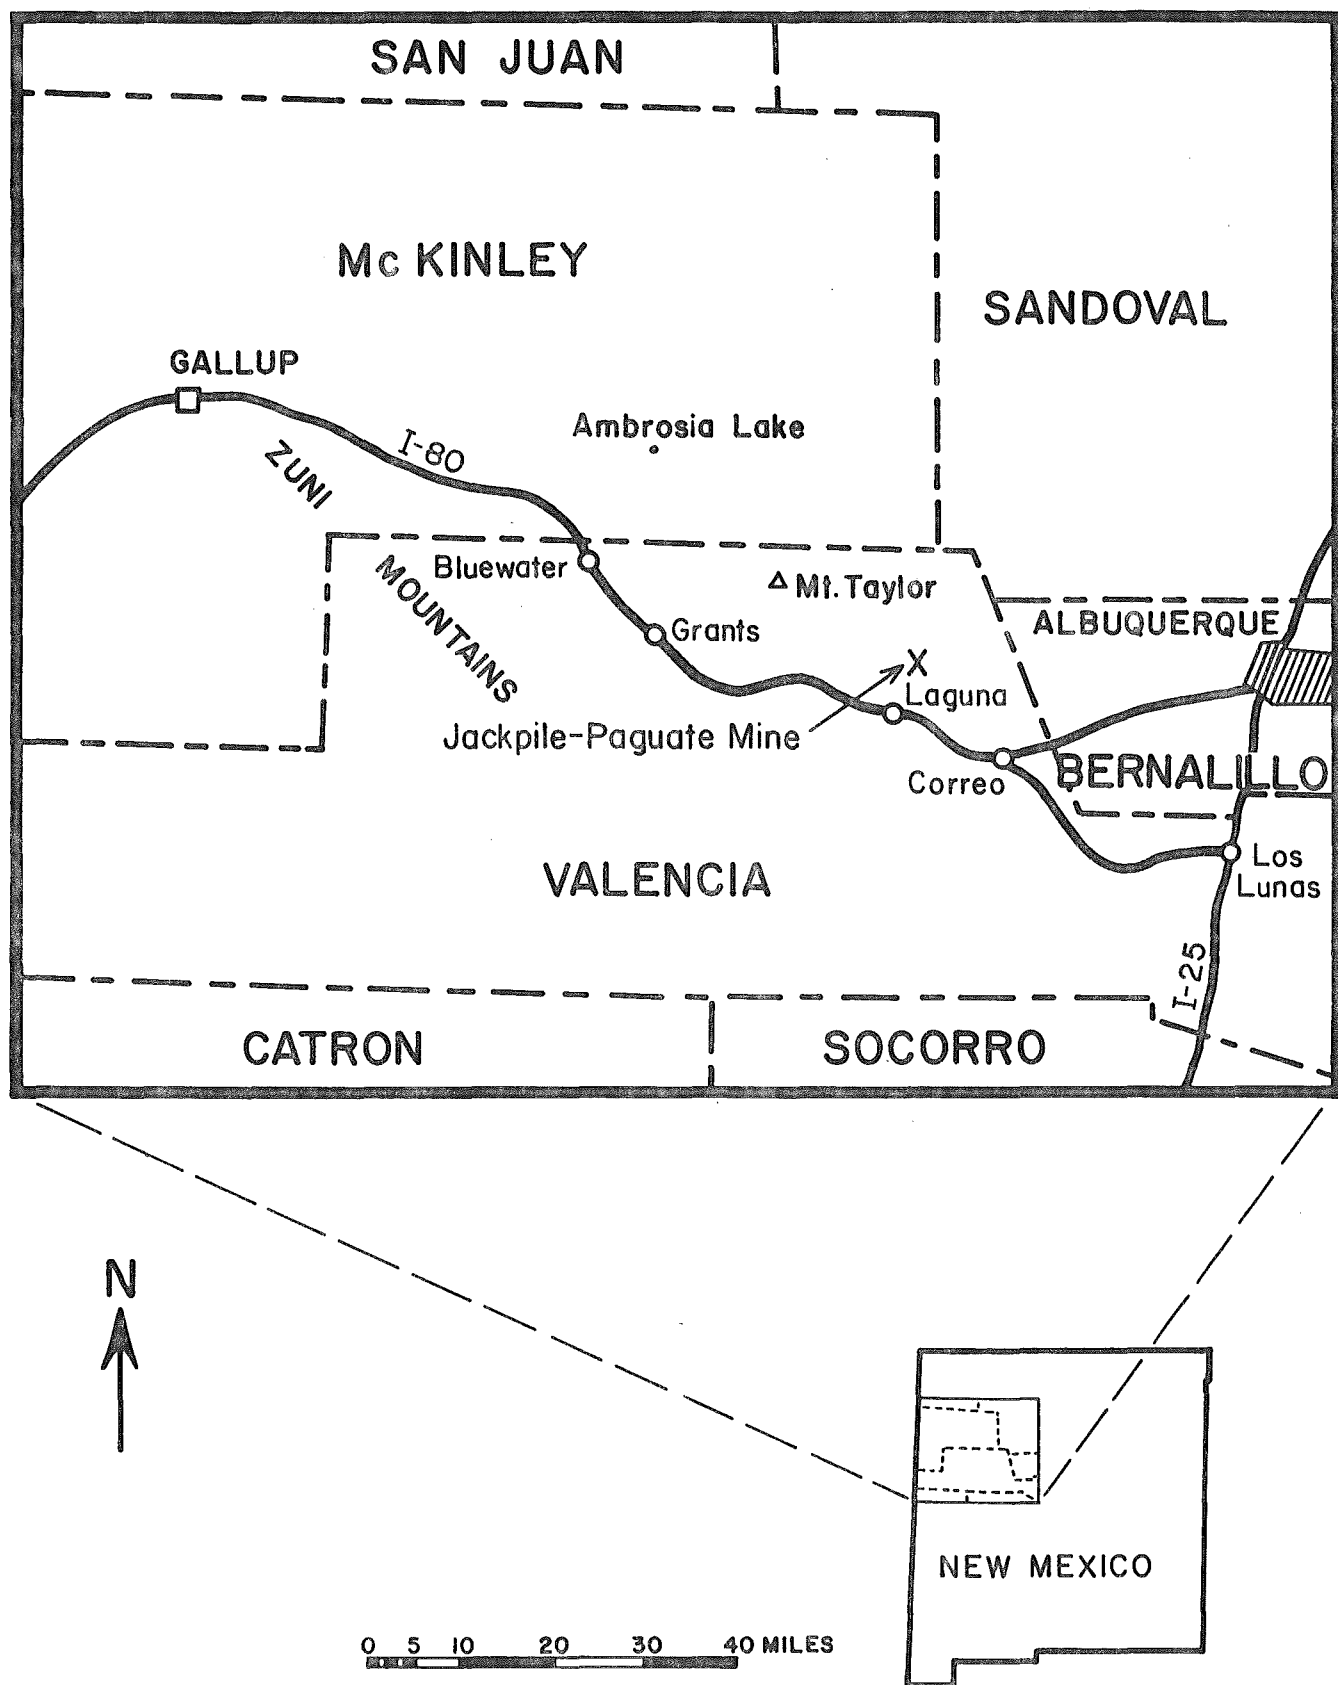 SAN JUAN
Mc KINLEY
SANDOVAL
GALLUP
Ambrosia Lake
I-80
ZUNI
MOUNTAINS
Bluewater
Mt. Taylor
ALBUQUERQUE
Grants
X
Laguna
Jackpile-Paguate Mine
Correo
BERNALILLO
VALENCIA
Los
Lunas
I-25
CATRON
SOCORRO
N
NEW MEXICO
0 5 10 20 30 40 MILES